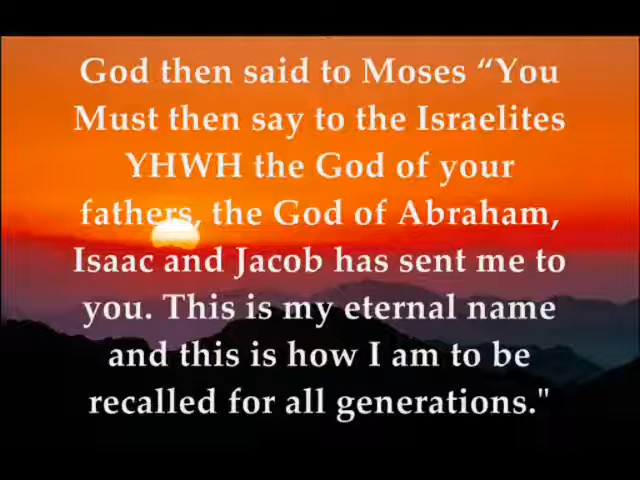 God then said to Moses “You
Must then say to the Israelites
YHWH the God of your
fathers, the God of Abraham,
Isaac and Jacob has sent me to
you. This is my eternal name
and this is how I am to be
recalled for all generations."